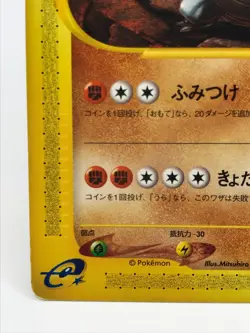 ふみつけ
コインを1回投げ、「おもて」なら、20ダメージを追加
きょだ
コインを1回投げ、「うら」なら、このワザは失敗
弱点
抵抗力 -30
© Pokémon
Illus.Mitsuhiro
e